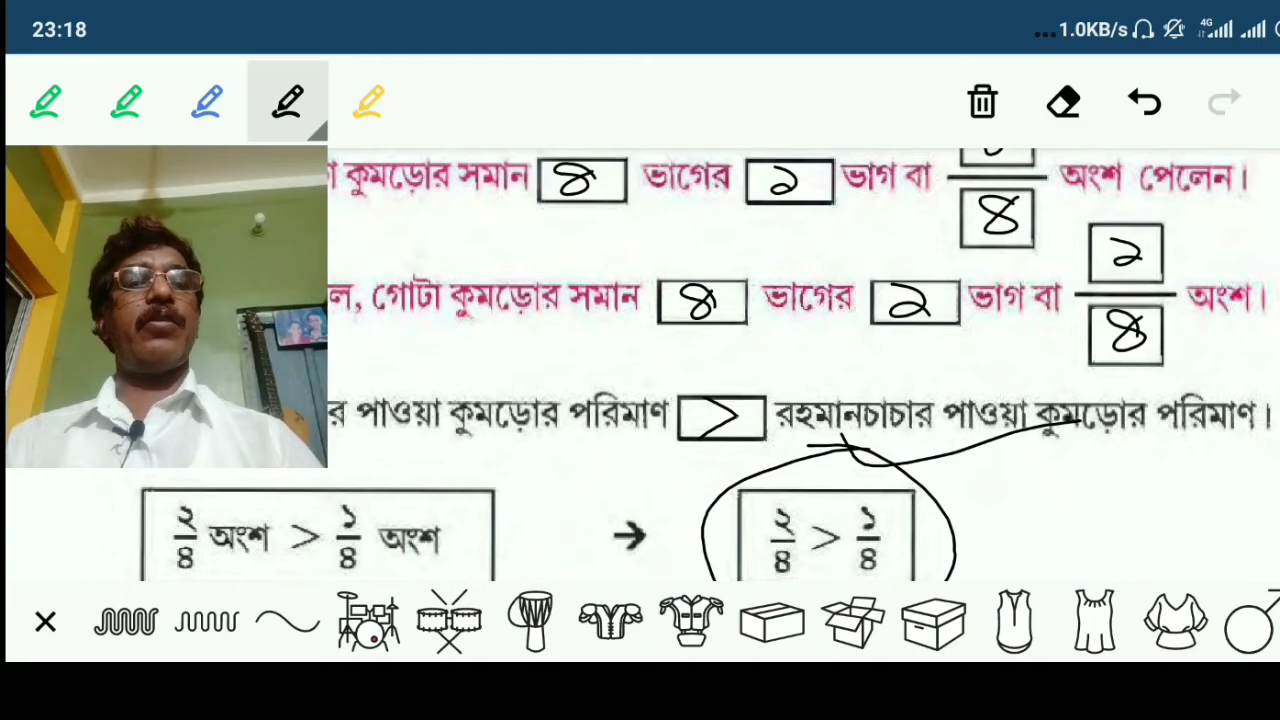 23:18 ... 1.0KB/s 4G
কুমড়োর সমান ৪ ভাগের ১ ভাগ বা ৪ অংশ পেলেন।
ল, গোটা কুমড়োর সমান ৪ ভাগের ২ ভাগ বা ২/৪ অংশ।
র পাওয়া কুমড়োর পরিমাণ > রহমানচাচার পাওয়া কুমড়োর পরিমাণ।
২/৪ অংশ > ১/৪ অংশ → ২/৪ > ১/৪